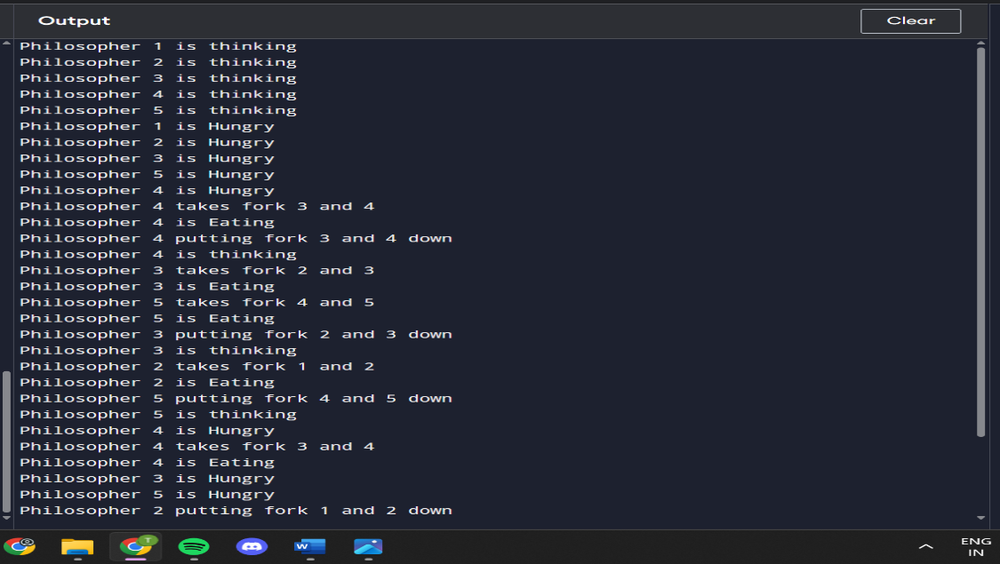 Output
Clear
Philosopher 1 is thinking
Philosopher 2 is thinking
Philosopher 3 is thinking
Philosopher 4 is thinking
Philosopher 5 is thinking
Philosopher 1 is Hungry
Philosopher 2 is Hungry
Philosopher 3 is Hungry
Philosopher 5 is Hungry
Philosopher 4 is Hungry
Philosopher 4 takes fork 3 and 4
Philosopher 4 is Eating
Philosopher 4 putting fork 3 and 4 down
Philosopher 4 is thinking
Philosopher 3 takes fork 2 and 3
Philosopher 3 is Eating
Philosopher 5 takes fork 4 and 5
Philosopher 5 is Eating
Philosopher 3 putting fork 2 and 3 down
Philosopher 3 is thinking
Philosopher 2 takes fork 1 and 2
Philosopher 2 is Eating
Philosopher 5 putting fork 4 and 5 down
Philosopher 5 is thinking
Philosopher 4 is Hungry
Philosopher 4 takes fork 3 and 4
Philosopher 4 is Eating
Philosopher 3 is Hungry
Philosopher 5 is Hungry
Philosopher 2 putting fork 1 and 2 down
T
W
ENG
IN